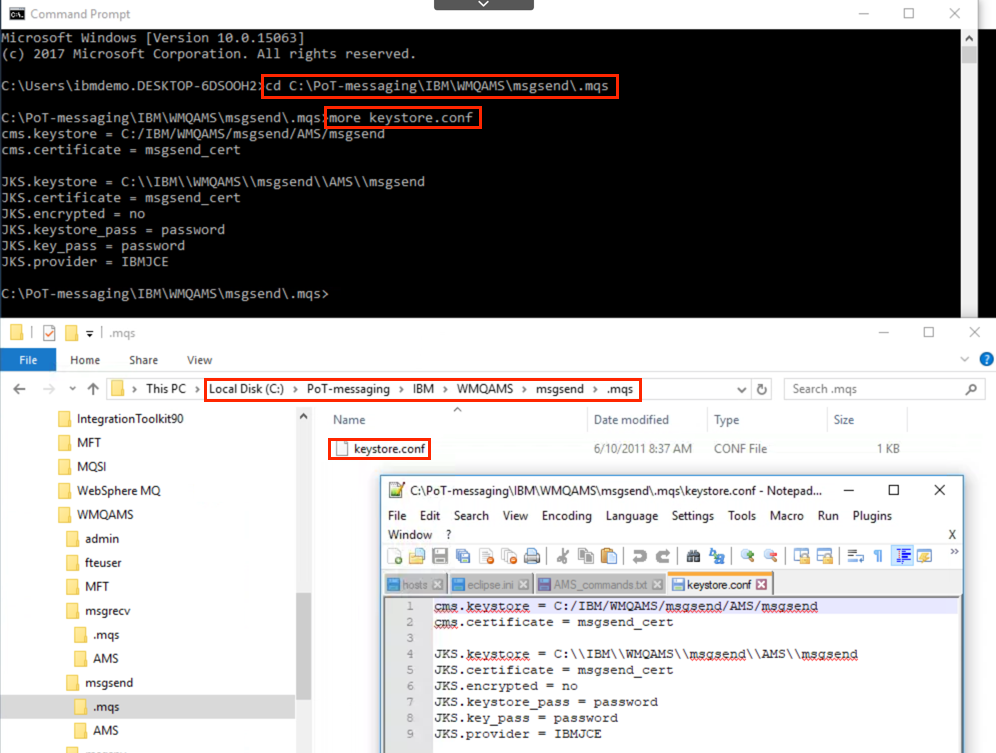 Command Prompt
Microsoft Windows [Version 10.0.15063]
(c) 2017 Microsoft Corporation. All rights reserved.
C:\Users\ibmdemo.DESKTOP-6DSOOH2>cd C:\PoT-messaging\IBM\WMQAMS\msgsend\.mqs
C:\PoT-messaging\IBM\WMQAMS\msgsend\.mqs>more keystore.conf
cms.keystore = C:/IBM/WMQAMS/msgsend/AMS/msgsend
cms.certificate = msgsend_cert
JKS.keystore = C:\\IBM\\WMQAMS\\msgsend\\AMS\\msgsend
JKS.certificate = msgsend_cert
JKS.encrypted = no
JKS.keystore_pass = password
JKS.key_pass = password
JKS.provider = IBMJCE
C:\PoT-messaging\IBM\WMQAMS\msgsend\.mqs>
.mqs
File Home Share View
This PC > Local Disk (C:) > PoT-messaging > IBM > WMQAMS > msgsend > .mqs
Search .mqs
Name Date modified Type Size
keystore.conf 6/10/2011 8:37 AM CONF File 1 KB
IntegrationToolkit90
MFT
MQSI
WebSphere MQ
WMQAMS
admin
fteuser
MFT
msgrecv
.mqs
AMS
msgsend
.mqs
AMS
C:\PoT-messaging\IBM\WMQAMS\msgsend\.mqs\keystore.conf - Notepad...
File Edit Search View Encoding Language Settings Tools Macro Run Plugins
Window ? X
hosts eclipse.ini AMS_commands.txt keystore.conf
1 cms.keystore = C:/IBM/WMQAMS/msgsend/AMS/msgsend
2 cms.certificate = msgsend_cert
3
4 JKS.keystore = C:\\IBM\\WMQAMS\\msgsend\\AMS\\msgsend
5 JKS.certificate = msgsend_cert
6 JKS.encrypted = no
7 JKS.keystore_pass = password
8 JKS.key_pass = password
9 JKS.provider = IBMJCE